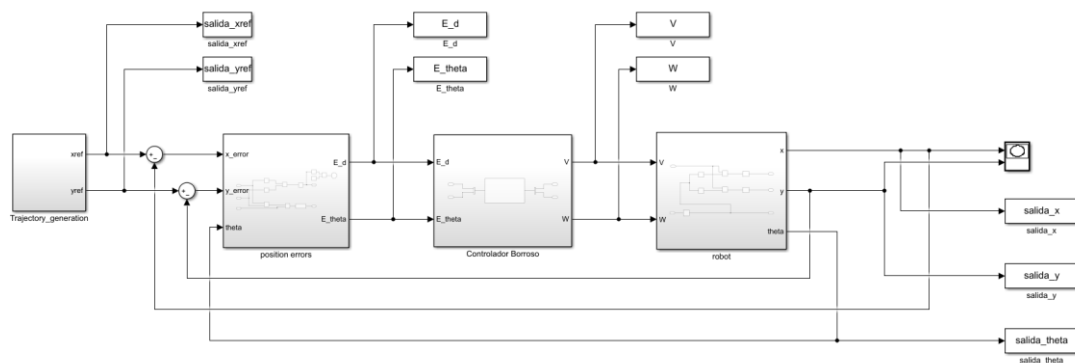 salida_xref
salida_xref
salida_yref
salida_yref
E_d
E_d
E_theta
E_theta
V
V
W
W
xref
yref
Trajectory_generation
x_error
y_error
theta
E_d
E_theta
position errors
E_d
E_theta
V
W
Controlador Borroso
V
W
x
y
theta
robot
salida_x
salida_x
salida_y
salida_y
salida_theta
salida_theta